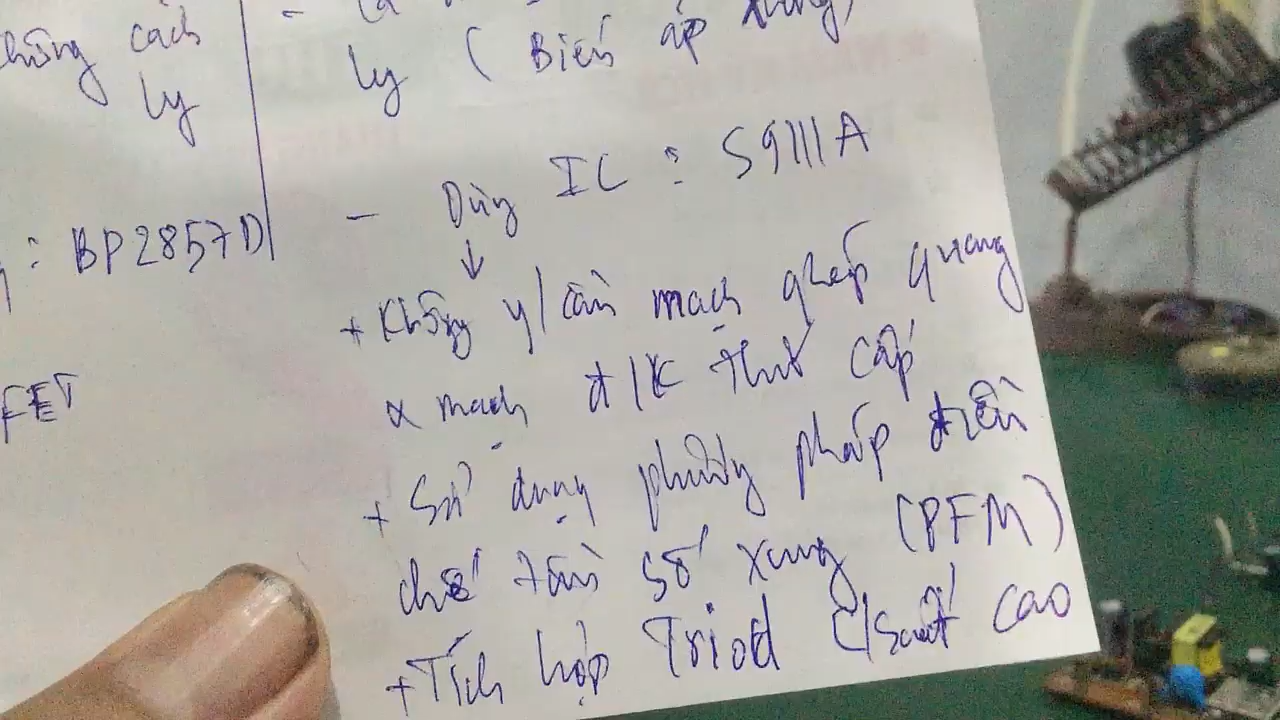 không cách
ly
: BP2857D
FET
ly ( Biến áp xung)
- Dùng IC : S9111A
↓
+ Không y/cầu mạch ghép quang
& mạch đ/k thứ cấp
+ Sử dụng phương pháp điều
chế tần số xung (PFM)
+ Tích hợp Triod C/suất cao